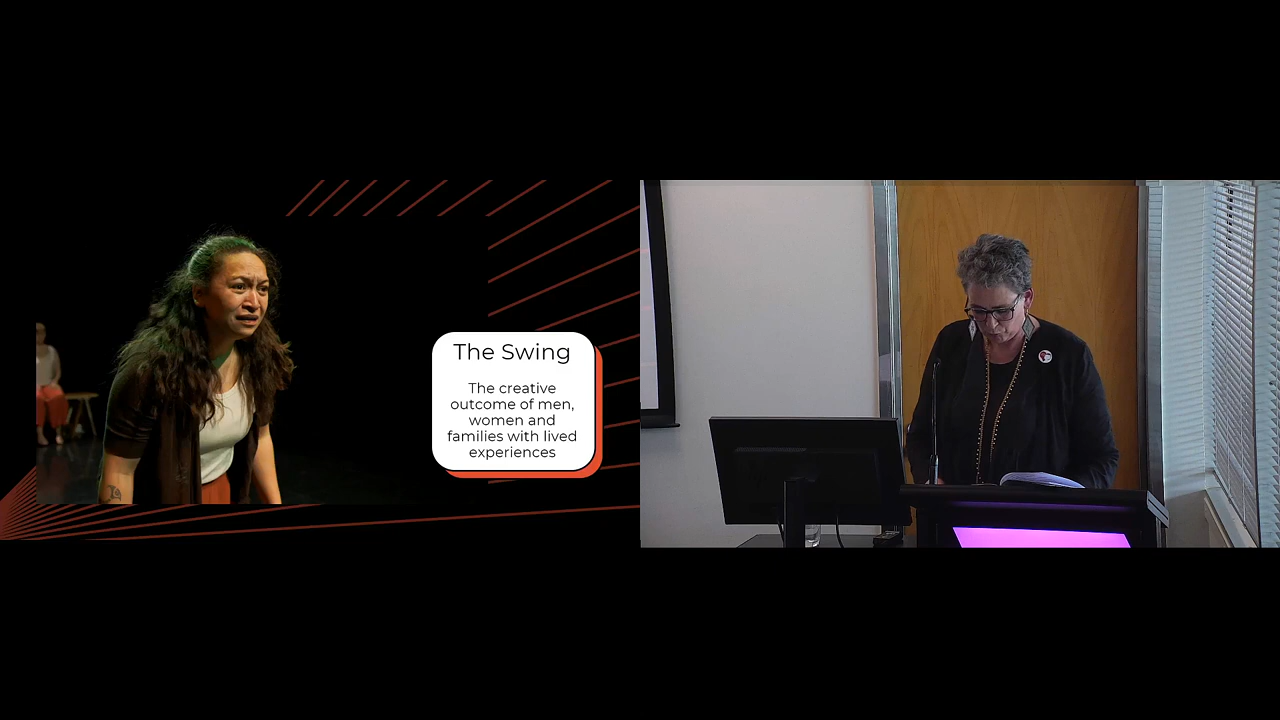 The Swing
The creative
outcome of men,
women and
families with lived
experiences